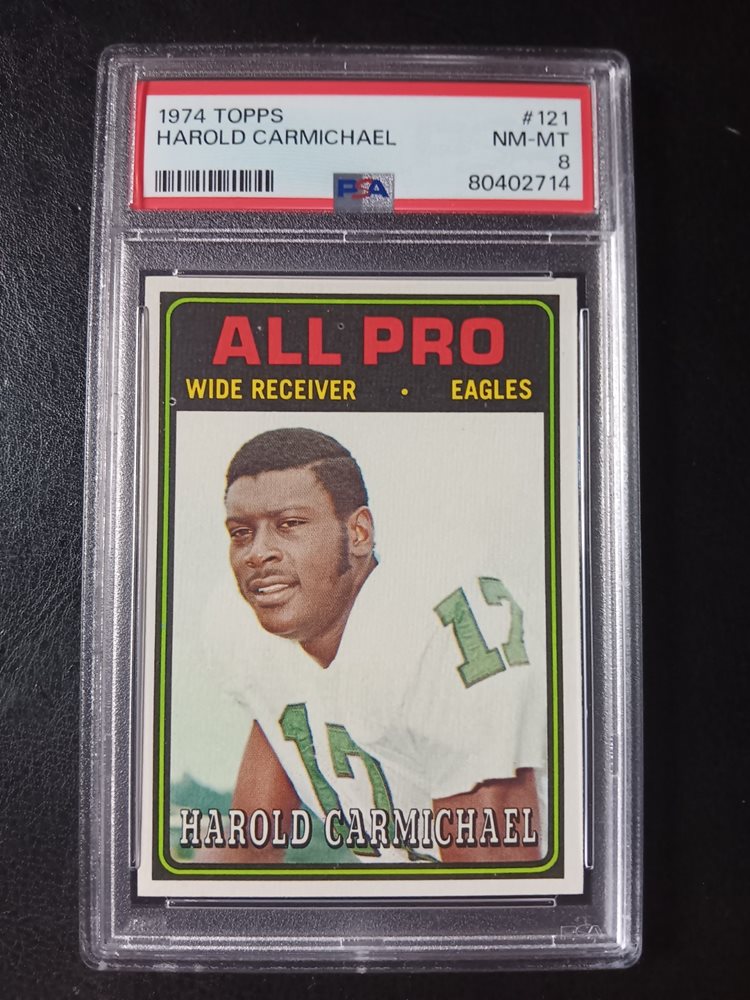 1974 TOPPS #121
HAROLD CARMICHAEL NM-MT
8
PSA 80402714
ALL PRO
WIDE RECEIVER · EAGLES
17
17
HAROLD CARMICHAEL
PSA